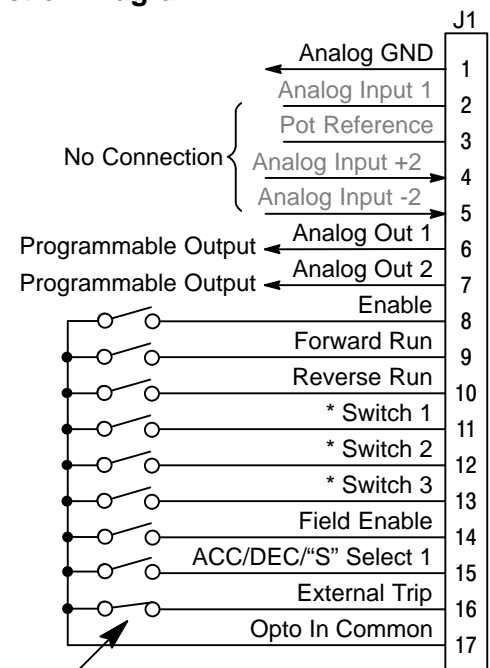 J1
Analog GND 1
Analog Input 1 2
Pot Reference 3
No Connection
Analog Input +2 4
Analog Input -2 5
Programmable Output Analog Out 1 6
Programmable Output Analog Out 2 7
Enable 8
Forward Run 9
Reverse Run 10
* Switch 1 11
* Switch 2 12
* Switch 3 13
Field Enable 14
ACC/DEC/“S” Select 1 15
External Trip 16
Opto In Common 17